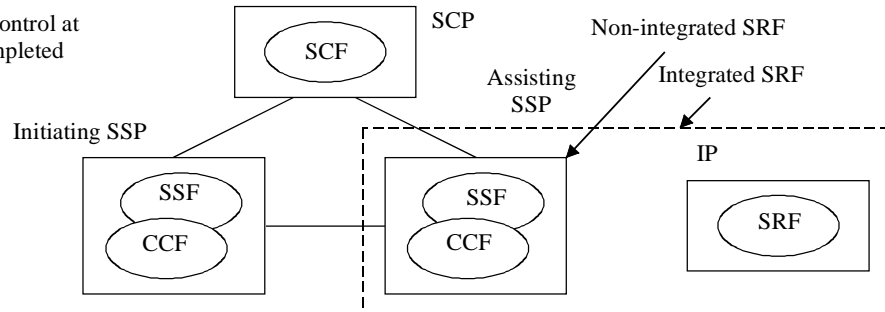 ontrol at
pleted
SCP
SCF
Non-integrated SRF
Integrated SRF
Assisting
SSP
Initiating SSP
IP
SSF
CCF
SSF
CCF
SRF